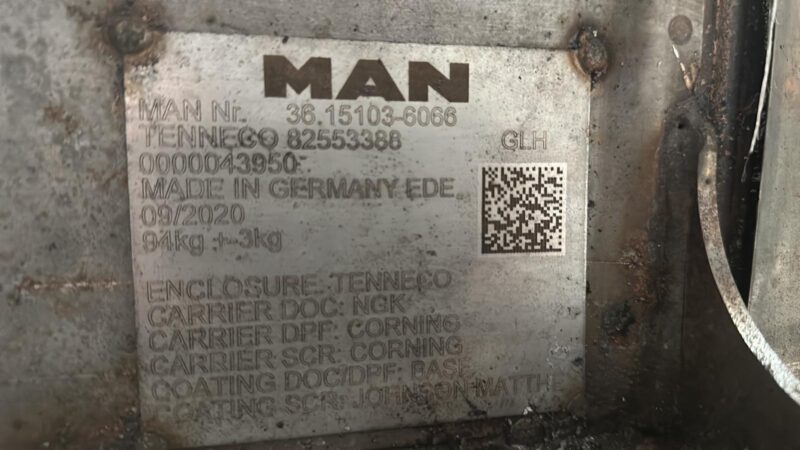 MAN
MAN Nr. 36.15103-6066
TENNECO 82553388 GLH
0000043950
MADE IN GERMANY EDE
09/2020
94kg +-3kg
ENCLOSURE: TENNECO
CARRIER DOC: NGK
CARRIER DPF: CORNING
CARRIER SCR: CORNING
COATING DOC/DPF: BASF
COATING SCR: JOHNSON MATTHE